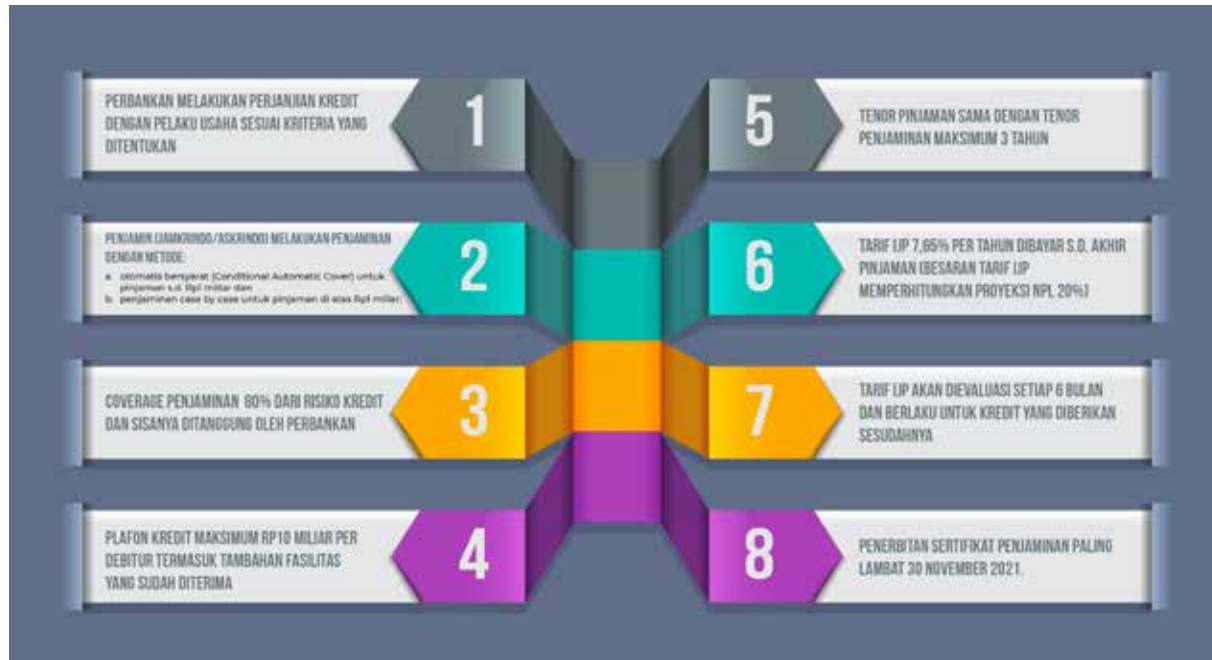 1
PERBANKAN MELAKUKAN PERJANJIAN KREDIT
DENGAN PELAKU USAHA SESUAI KRITERIA YANG
DITENTUKAN
2
PENJAMIN (JAMKRINDO/ASKRINDO) MELAKUKAN PENJAMINAN
DENGAN METODE:
a. otomatis bersyarat (Conditional Automatic Cover) untuk
pinjaman s.d. Rp1 miliar dan
b. penjaminan case by case untuk pinjaman di atas Rp1 miliar;
3
COVERAGE PENJAMINAN 80% DARI RISIKO KREDIT
DAN SISANYA DITANGGUNG OLEH PERBANKAN
4
PLAFON KREDIT MAKSIMUM RP10 MILIAR PER
DEBITUR TERMASUK TAMBAHAN FASILITAS
YANG SUDAH DITERIMA
5
TENOR PINJAMAN SAMA DENGAN TENOR
PENJAMINAN MAKSIMUM 3 TAHUN
6
TARIF IJP 7,65% PER TAHUN DIBAYAR S.D. AKHIR
PINJAMAN (BESARAN TARIF IJP
MEMPERHITUNGKAN PROYEKSI NPL 20%)
7
TARIF IJP AKAN DIEVALUASI SETIAP 6 BULAN
DAN BERLAKU UNTUK KREDIT YANG DIBERIKAN
SESUDAHNYA
8
PENERBITAN SERTIFIKAT PENJAMINAN PALING
LAMBAT 30 NOVEMBER 2021.